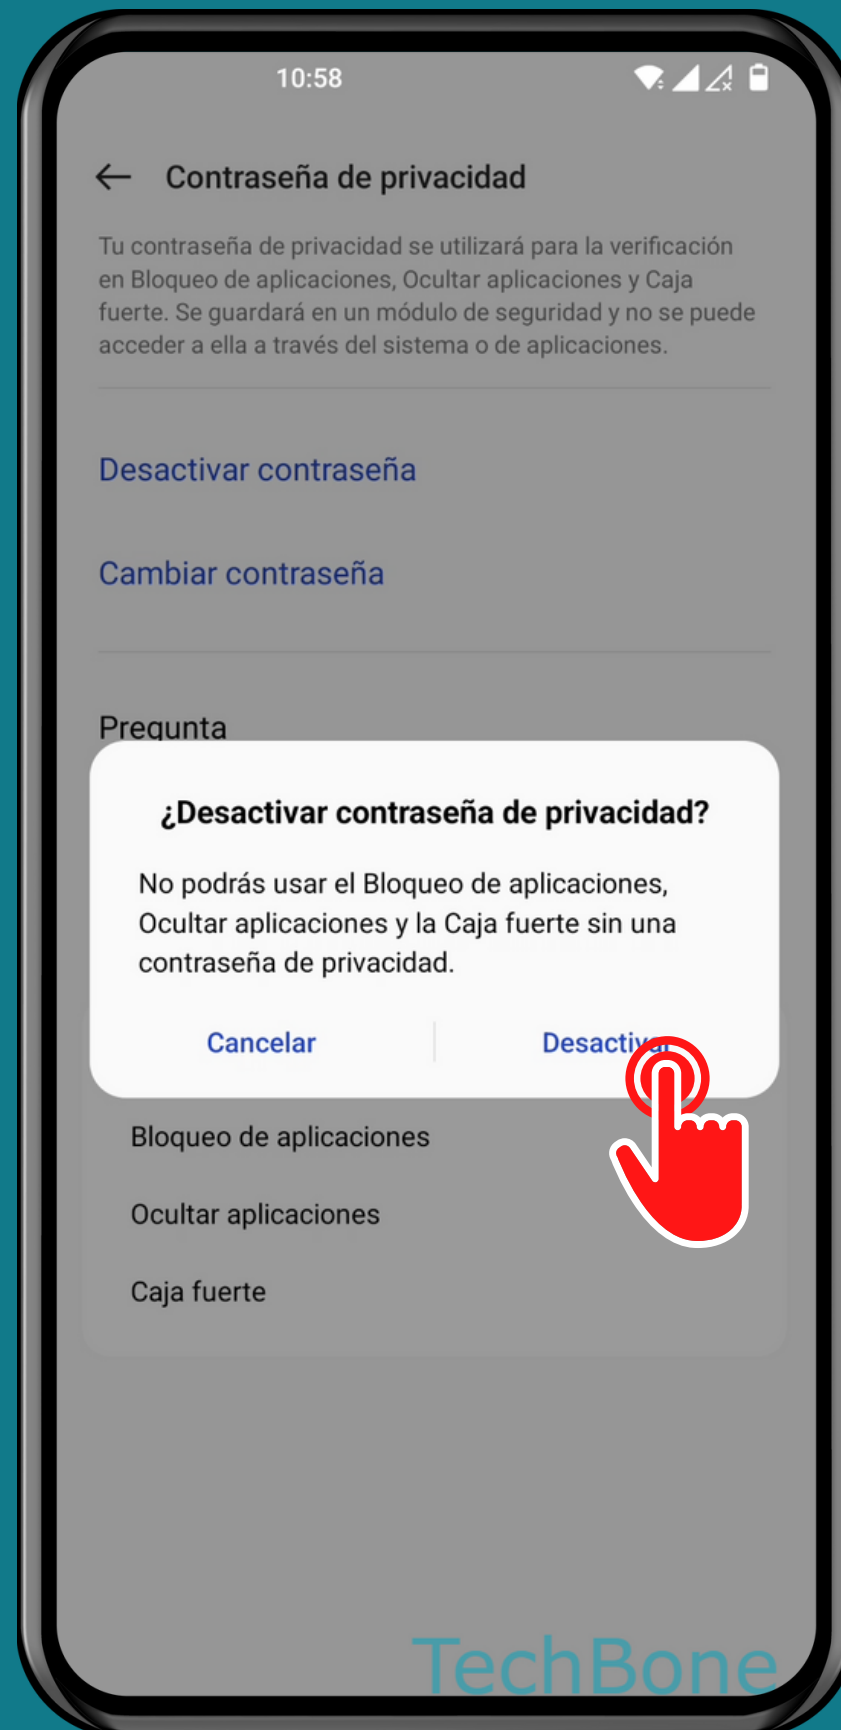 10:58
Contraseña de privacidad
Tu contraseña de privacidad se utilizará para la verificación
en Bloqueo de aplicaciones, Ocultar aplicaciones y Caja
fuerte. Se guardará en un módulo de seguridad y no se puede
acceder a ella a través del sistema o de aplicaciones.
Desactivar contraseña
Cambiar contraseña
Pregunta
¿Desactivar contraseña de privacidad?
No podrás usar el Bloqueo de aplicaciones,
Ocultar aplicaciones y la Caja fuerte sin una
contraseña de privacidad.
Cancelar
Desactivar
Bloqueo de aplicaciones
Ocultar aplicaciones
Caja fuerte
TechBone